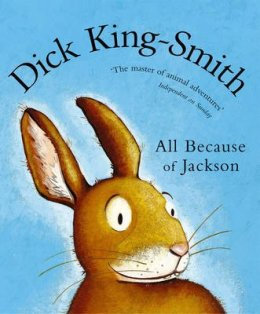 Dick King-Smith
'The master of animal adventures'
Independent on Sunday
All Because
of Jackson